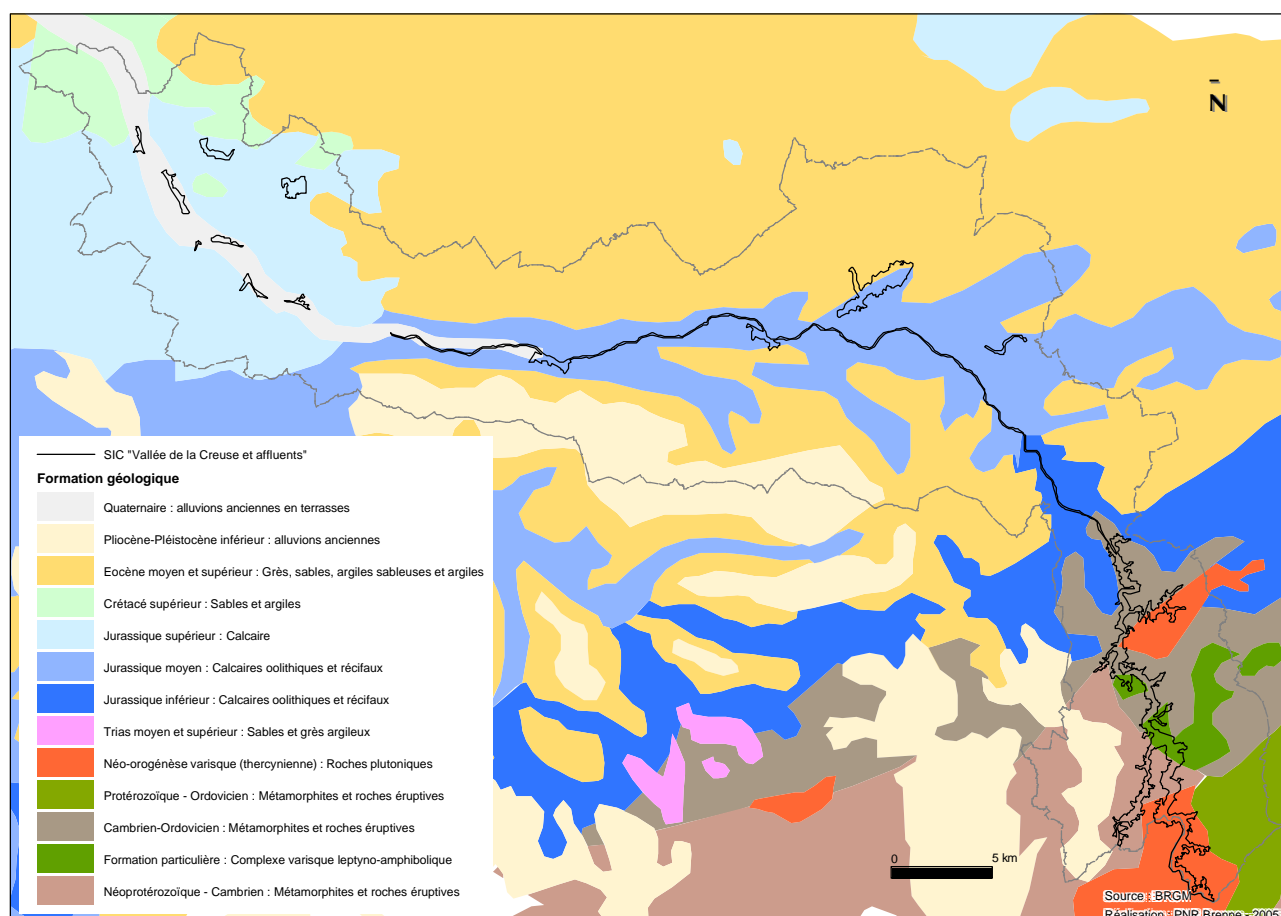 N
SIC "Vallée de la Creuse et affluents"
Formation géologique
Quaternaire : alluvions anciennes en terrasses
Pliocène-Pléistocène inférieur : alluvions anciennes
Eocène moyen et supérieur : Grès, sables, argiles sableuses et argiles
Crétacé supérieur : Sables et argiles
Jurassique supérieur : Calcaire
Jurassique moyen : Calcaires oolithiques et récifaux
Jurassique inférieur : Calcaires oolithiques et récifaux
Trias moyen et supérieur : Sables et grès argileux
Néo-orogénèse varisque (thercynienne) : Roches plutoniques
Protérozoïque - Ordovicien : Métamorphites et roches éruptives
Cambrien-Ordovicien : Métamorphites et roches éruptives
Formation particulière : Complexe varisque leptyno-amphibolique
Néoprotérozoïque - Cambrien : Métamorphites et roches éruptives
0 5 km
Source : BRGM
Réalisation : PNR Brenne - 2005